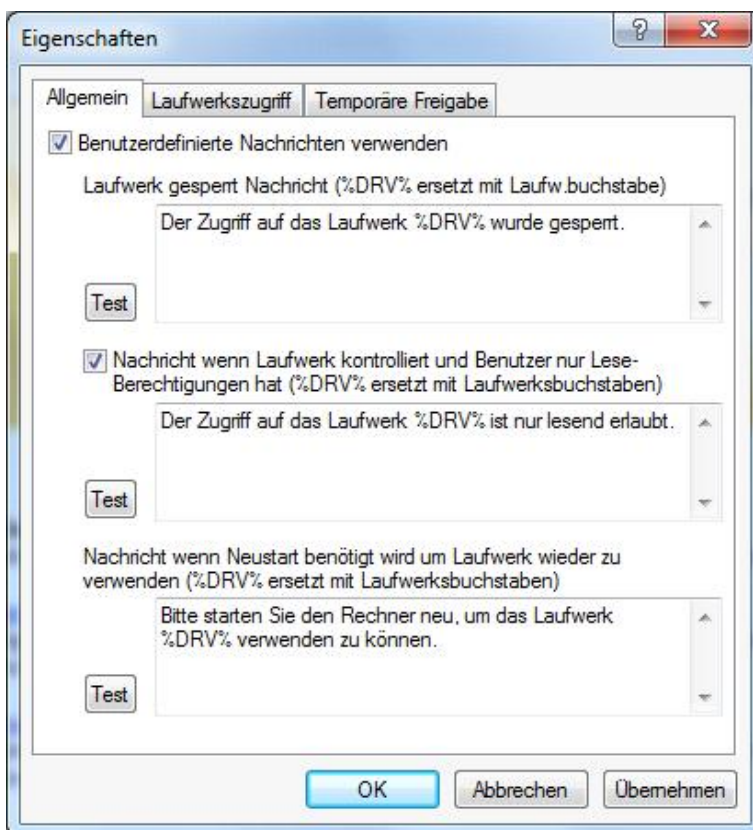 Eigenschaften
Allgemein
Laufwerkszugriff
Temporäre Freigabe
Benutzerdefinierte Nachrichten verwenden
Laufwerk gesperrt Nachricht (%DRV% ersetzt mit Laufw.buchstabe)
Der Zugriff auf das Laufwerk %DRV% wurde gesperrt.
Test
Nachricht wenn Laufwerk kontrolliert und Benutzer nur Lese-
Berechtigungen hat (%DRV% ersetzt mit Laufwerksbuchstaben)
Der Zugriff auf das Laufwerk %DRV% ist nur lesend erlaubt.
Test
Nachricht wenn Neustart benötigt wird um Laufwerk wieder zu
verwenden (%DRV% ersetzt mit Laufwerksbuchstaben)
Bitte starten Sie den Rechner neu, um das Laufwerk
%DRV% verwenden zu können.
Test
OK
Abbrechen
Übernehmen